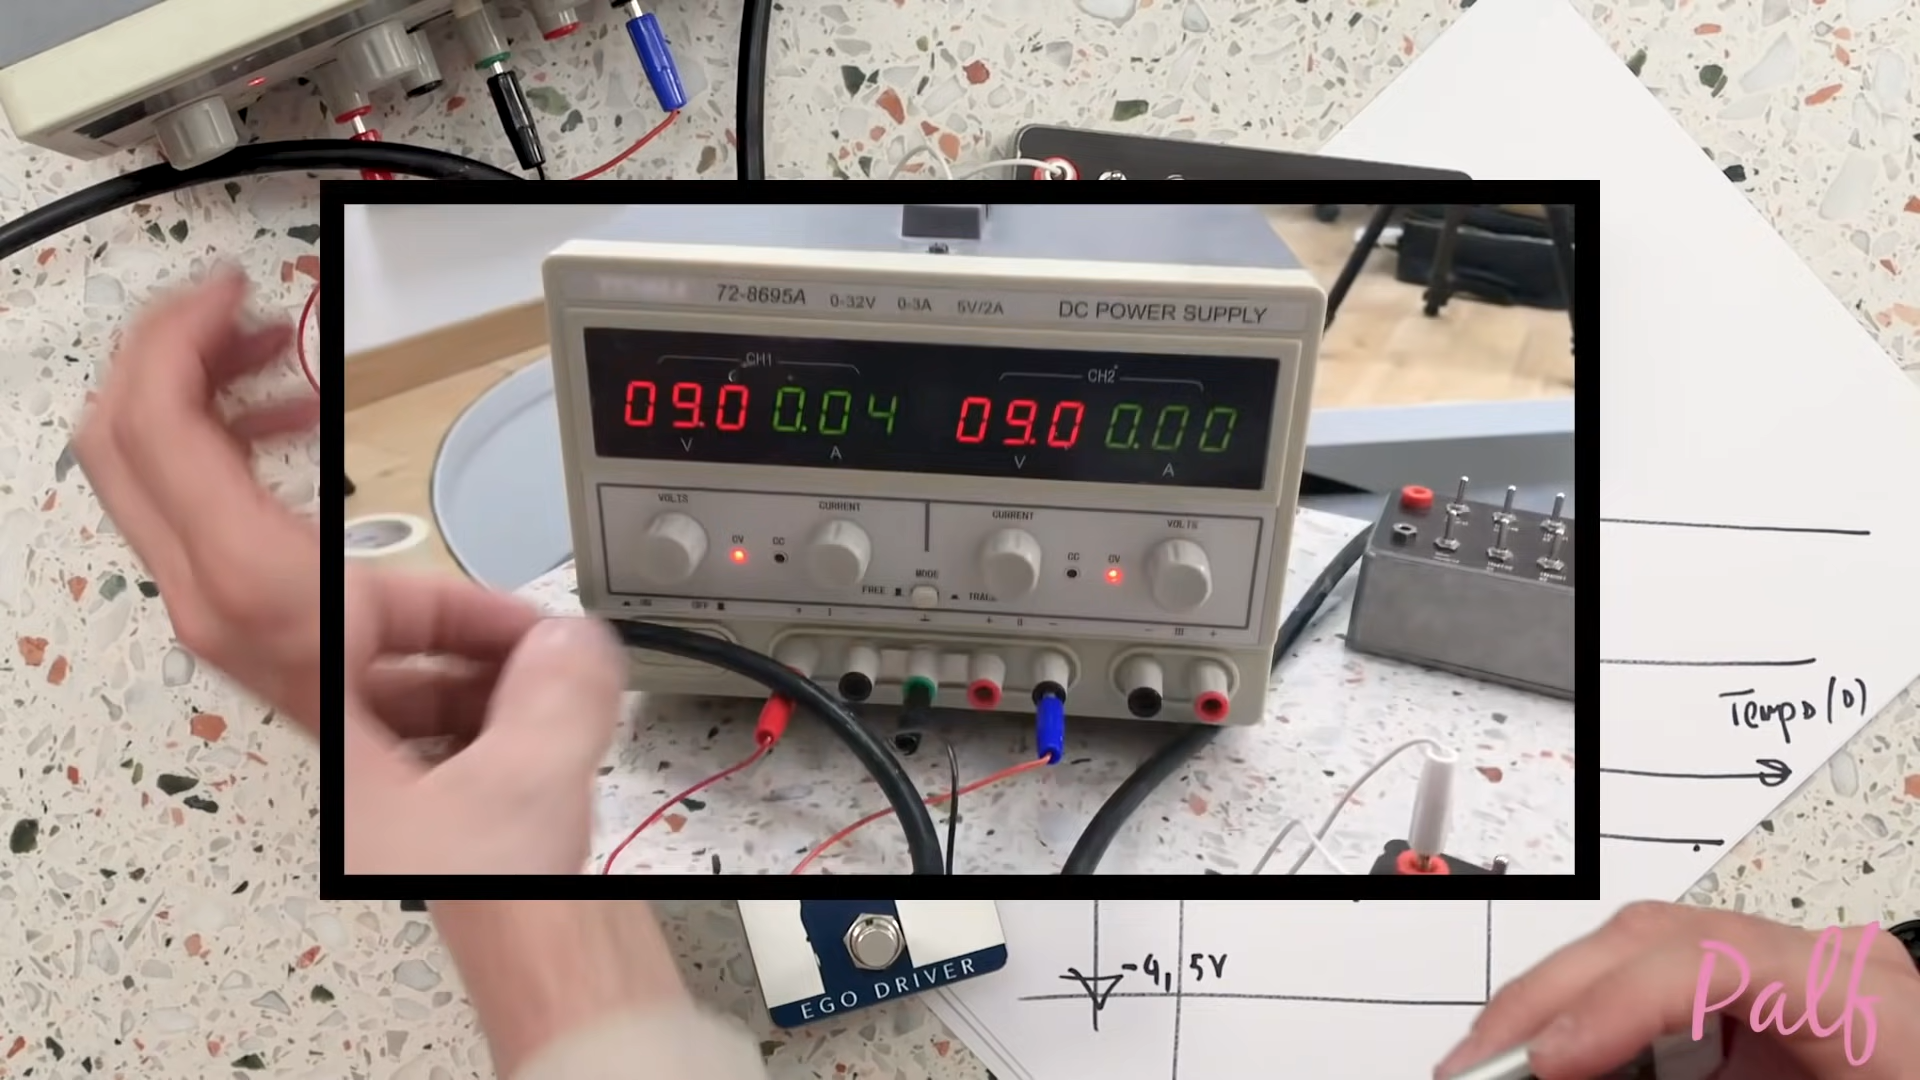 72-8695A 0-32V 0-3A 5V/2A DC POWER SUPPLY
CH1 CH2
09.0 0.04 09.0 0.00
V A V A
VOLTS CURRENT CURRENT VOLTS
CV CC CC CV
MODE
FREE
OFF
Tempo (s)
-4,5V
EGO DRIVER
Palf